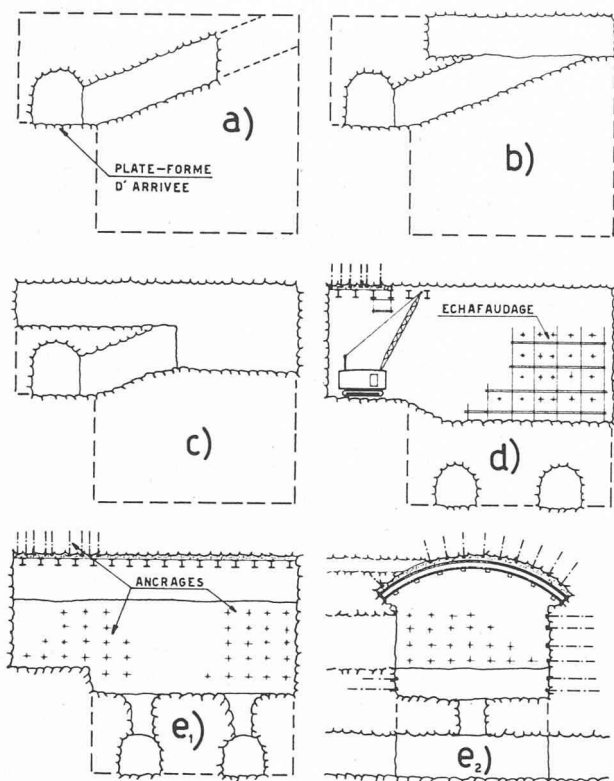 a)
PLATE-FORME
D'ARRIVEE
b)
c)
ECHAFAUDAGE
d)
ANCRAGES
e₁)
e₂)